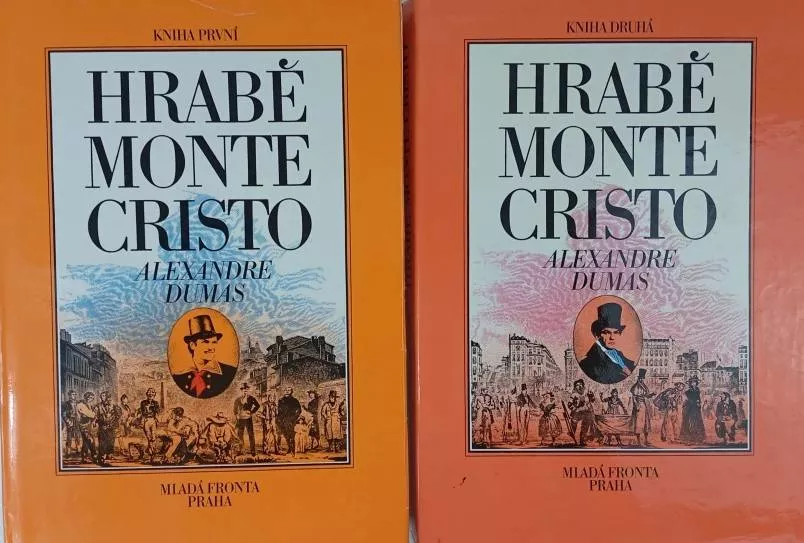 KNIHA PRVNÍ
HRABĚ
MONTE
CRISTO
ALEXANDRE
DUMAS
MLADÁ FRONTA
PRAHA
KNIHA DRUHÁ
HRABĚ
MONTE
CRISTO
ALEXANDRE
DUMAS
MLADÁ FRONTA
PRAHA